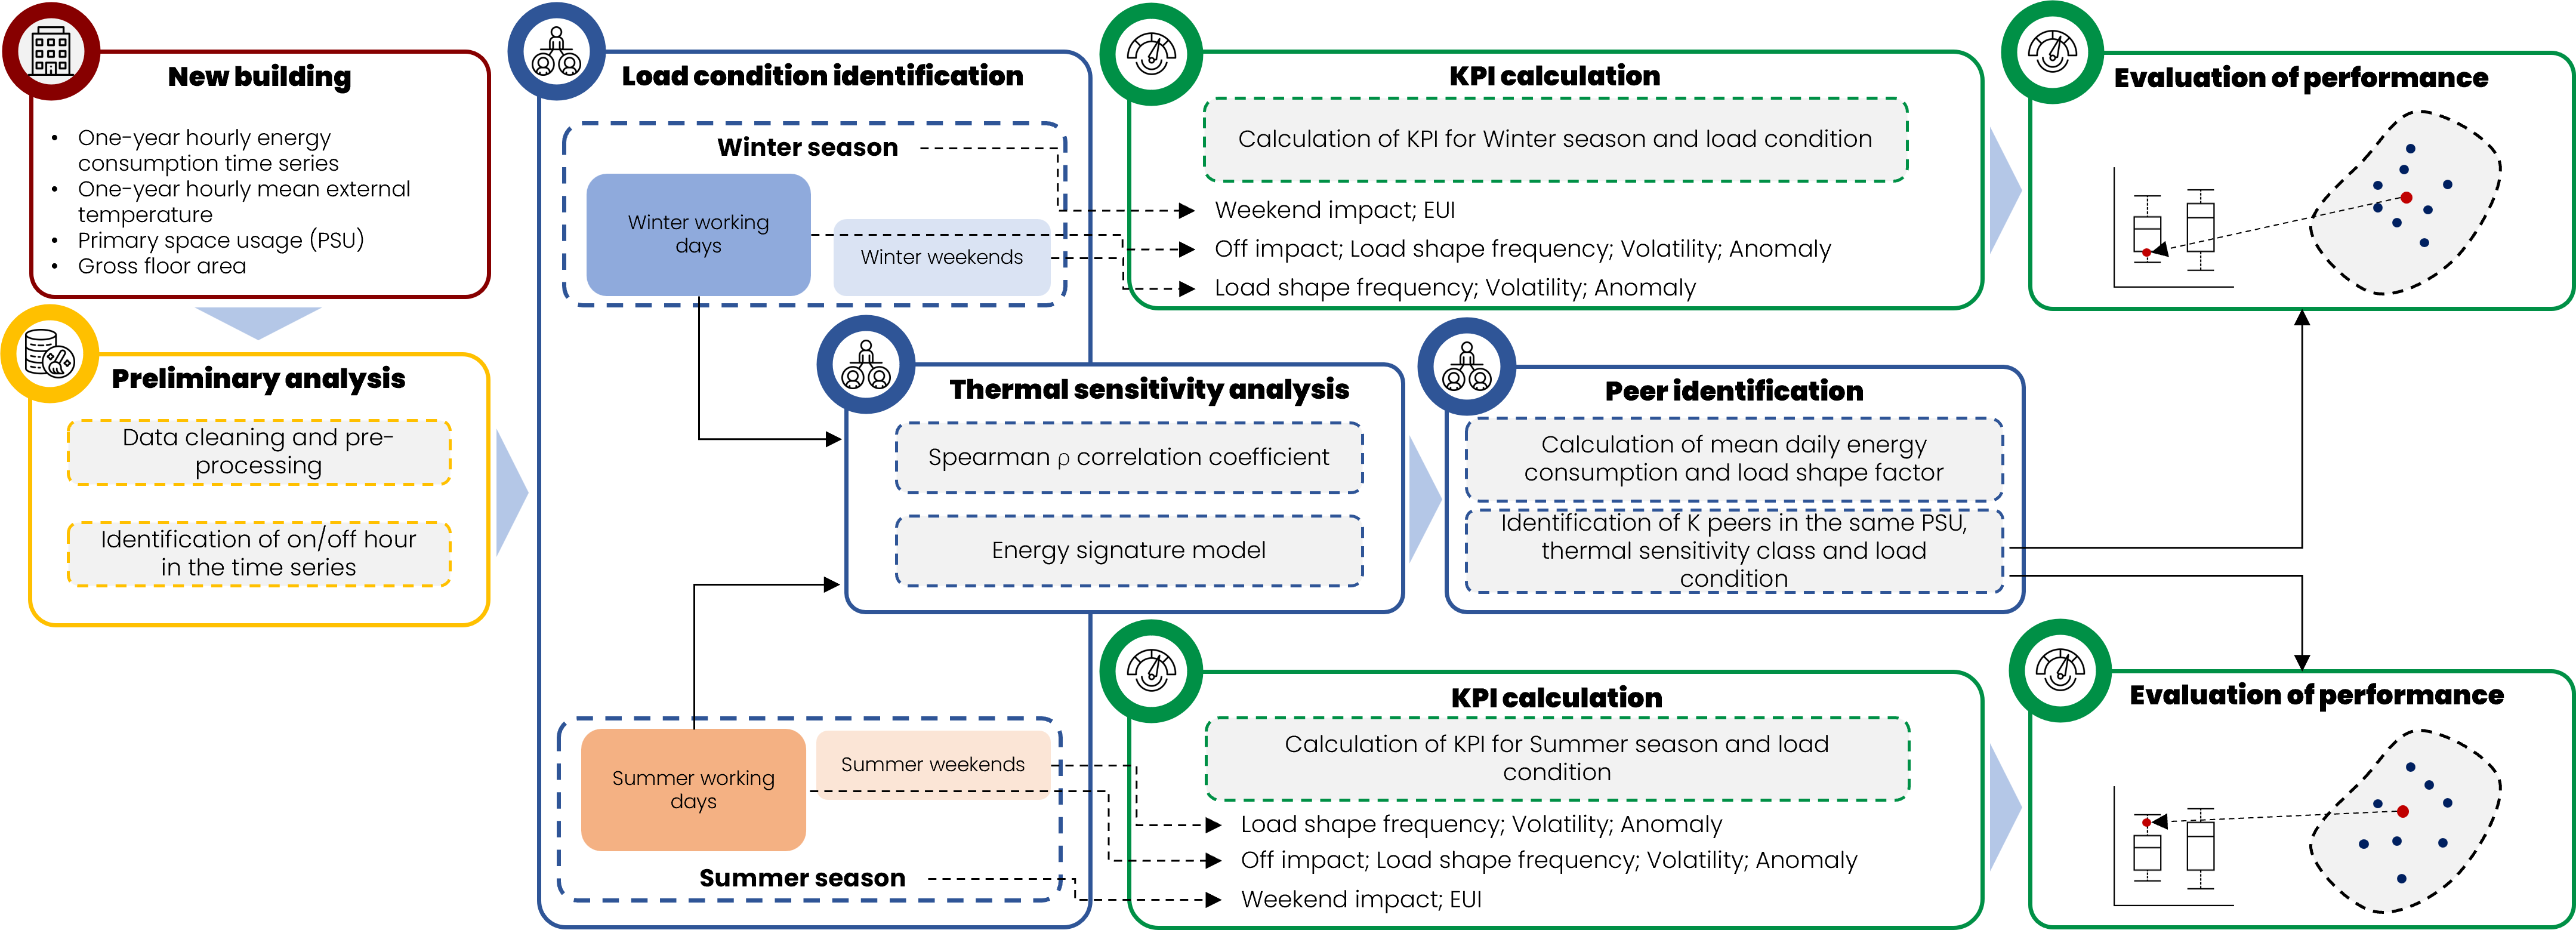 New building
• One-year hourly energy
consumption time series
• One-year hourly mean external
temperature
• Primary space usage (PSU)
• Gross floor area
Preliminary analysis
Data cleaning and pre-
processing
Identification of on/off hour
in the time series
Load condition identification
Winter season
Winter working
days
Winter weekends
Summer working
days
Summer weekends
Summer season
Thermal sensitivity analysis
Spearman ρ correlation coefficient
Energy signature model
Peer identification
Calculation of mean daily energy
consumption and load shape factor
Identification of K peers in the same PSU,
thermal sensitivity class and load
condition
KPI calculation
Calculation of KPI for Winter season and load condition
Weekend impact; EUI
Off impact; Load shape frequency; Volatility; Anomaly
Load shape frequency; Volatility; Anomaly
Evaluation of performance
KPI calculation
Calculation of KPI for Summer season and load
condition
Load shape frequency; Volatility; Anomaly
Off impact; Load shape frequency; Volatility; Anomaly
Weekend impact; EUI
Evaluation of performance